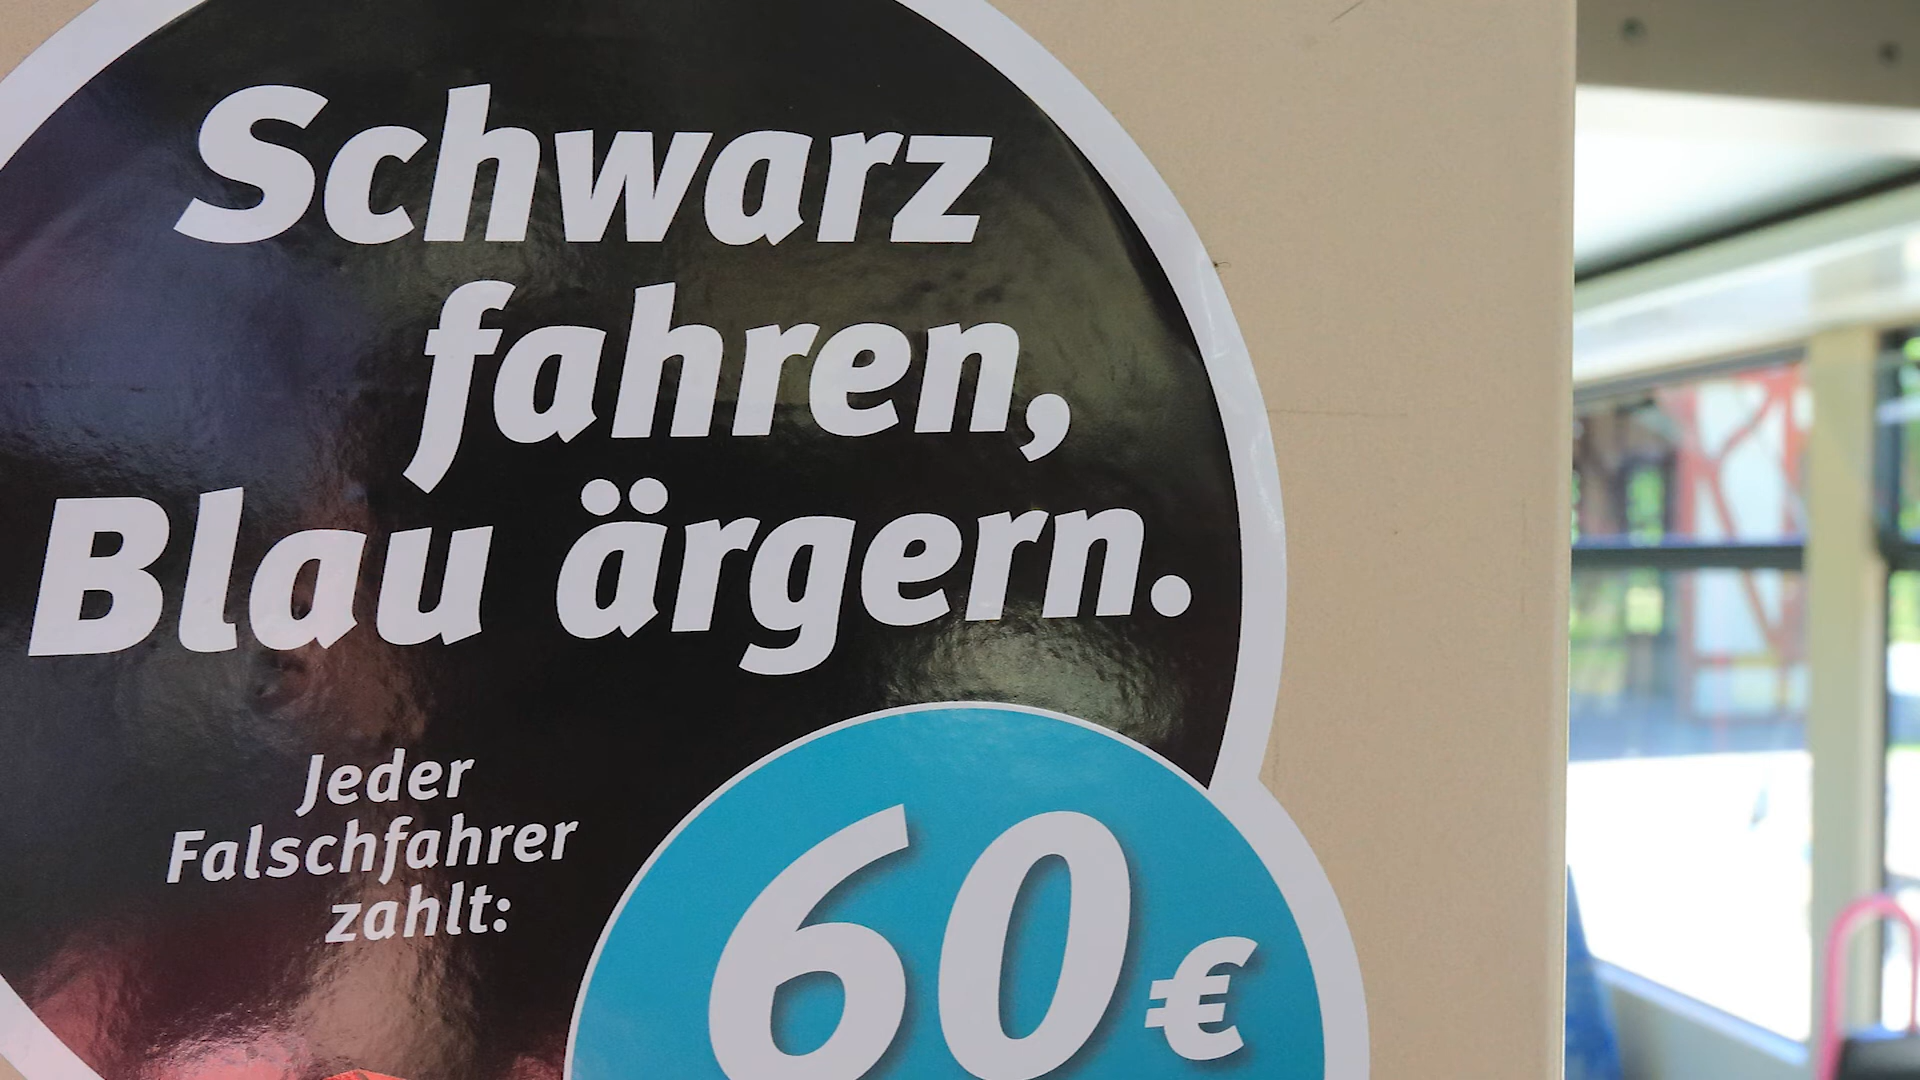 Schwarz
fahren,
Blau ärgern.
Jeder
Falschfahrer
zahlt:
60€